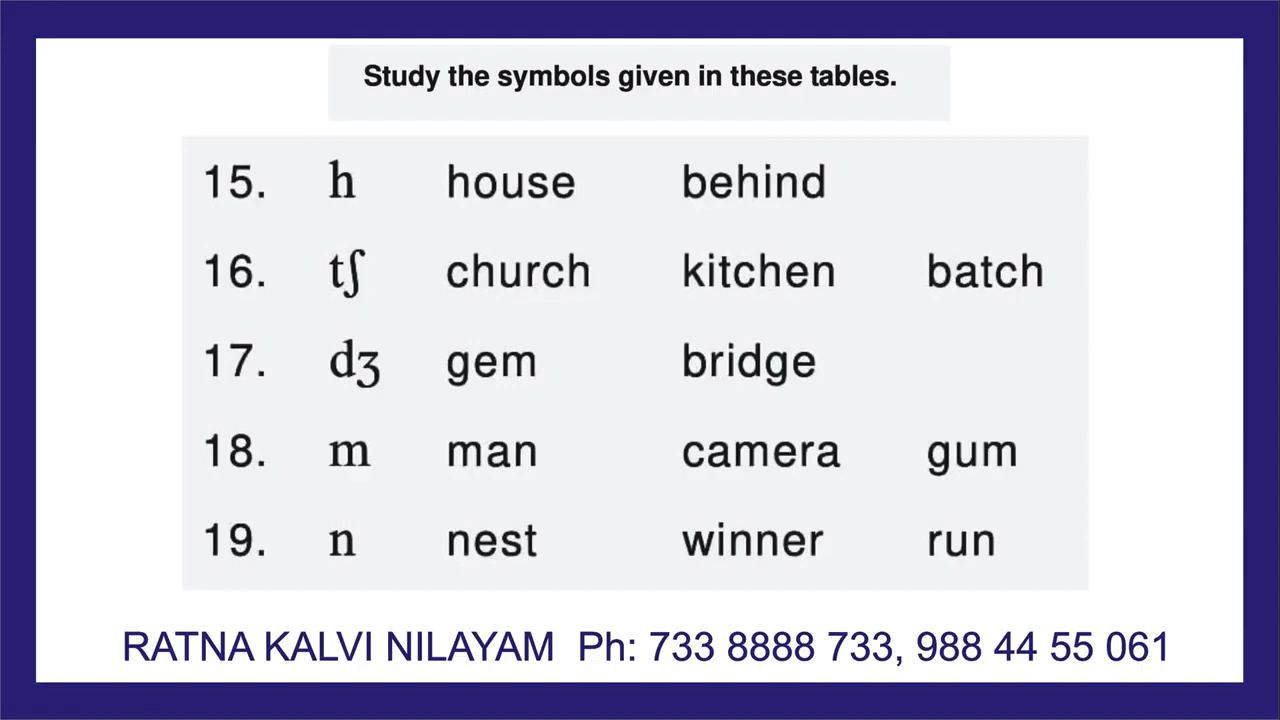 Study the symbols given in these tables.
15. h house behind
16. tʃ church kitchen batch
17. dʒ gem bridge
18. m man camera gum
19. n nest winner run
RATNA KALVI NILAYAM Ph: 733 8888 733, 988 44 55 061